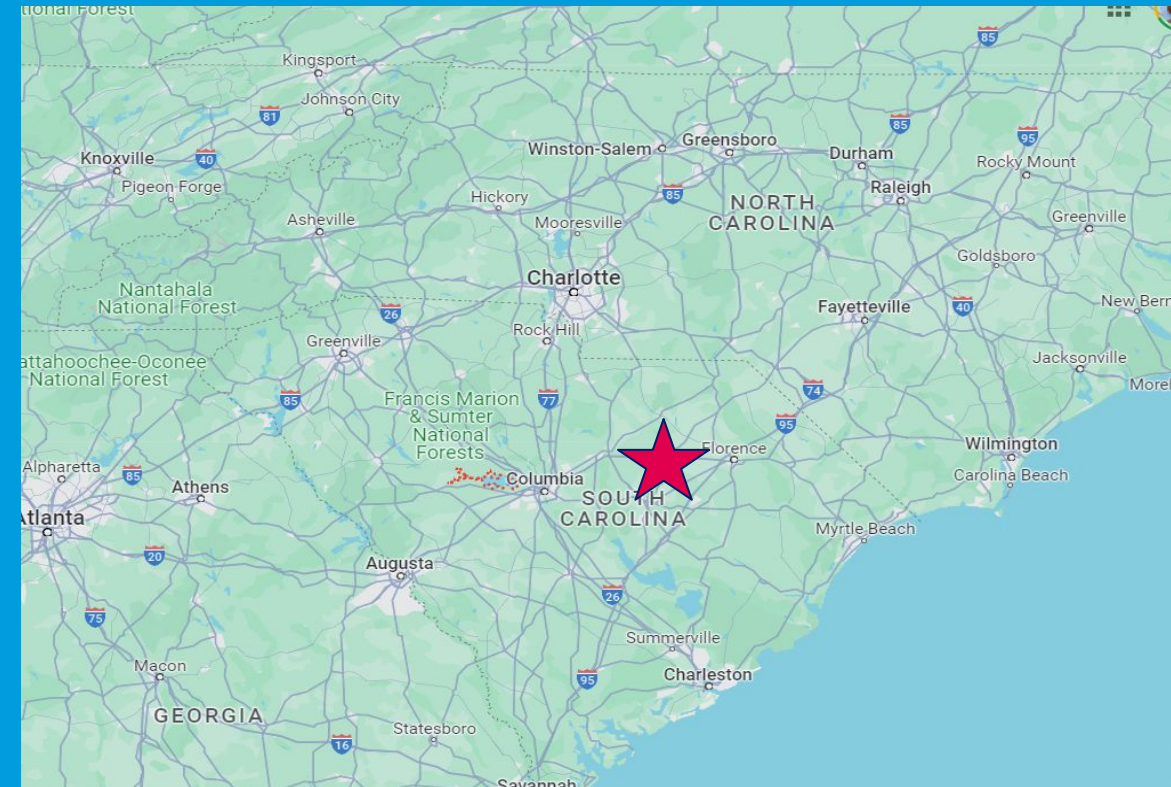 tional Forest
85
Kingsport
Johnson City
81
Knoxville
40
Pigeon Forge
Winston-Salem
Greensboro
85
Durham
95
Rocky Mount
Hickory
85
Raleigh
Asheville
Mooresville
NORTH
CAROLINA
Greenville
Goldsboro
Charlotte
Nantahala
National Forest
26
Fayetteville
40
New Bern
Rock Hill
Greenville
attahoochee-Oconee
National Forest
Jacksonville
More
85
Francis Marion
& Sumter
National
Forests
77
74
95
Florence
Wilmington
Carolina Beach
Alpharetta
85
Athens
Columbia
SOUTH
CAROLINA
Atlanta
Myrtle Beach
20
Augusta
26
75
Summerville
Macon
95
Charleston
GEORGIA
Statesboro
16
Savannah